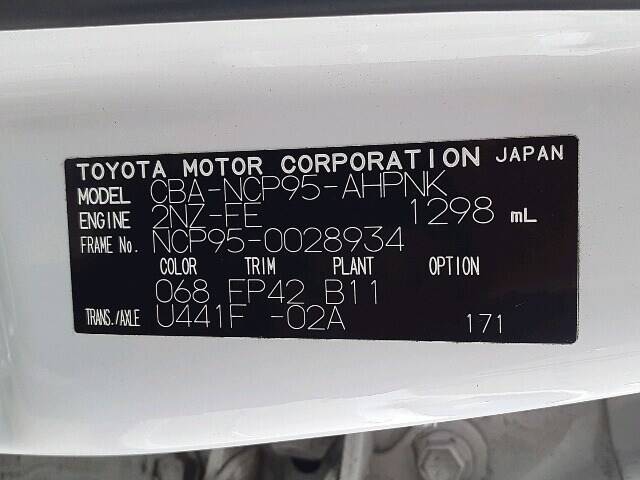 TOYOTA MOTOR CORPORATION JAPAN
MODEL CBA-NCP95-AHPNK
ENGINE 2NZ-FE 1298 mL
FRAME No. NCP95-0028934
COLOR TRIM PLANT OPTION
068 FP42 B11
TRANS./AXLE U441F -02A 171